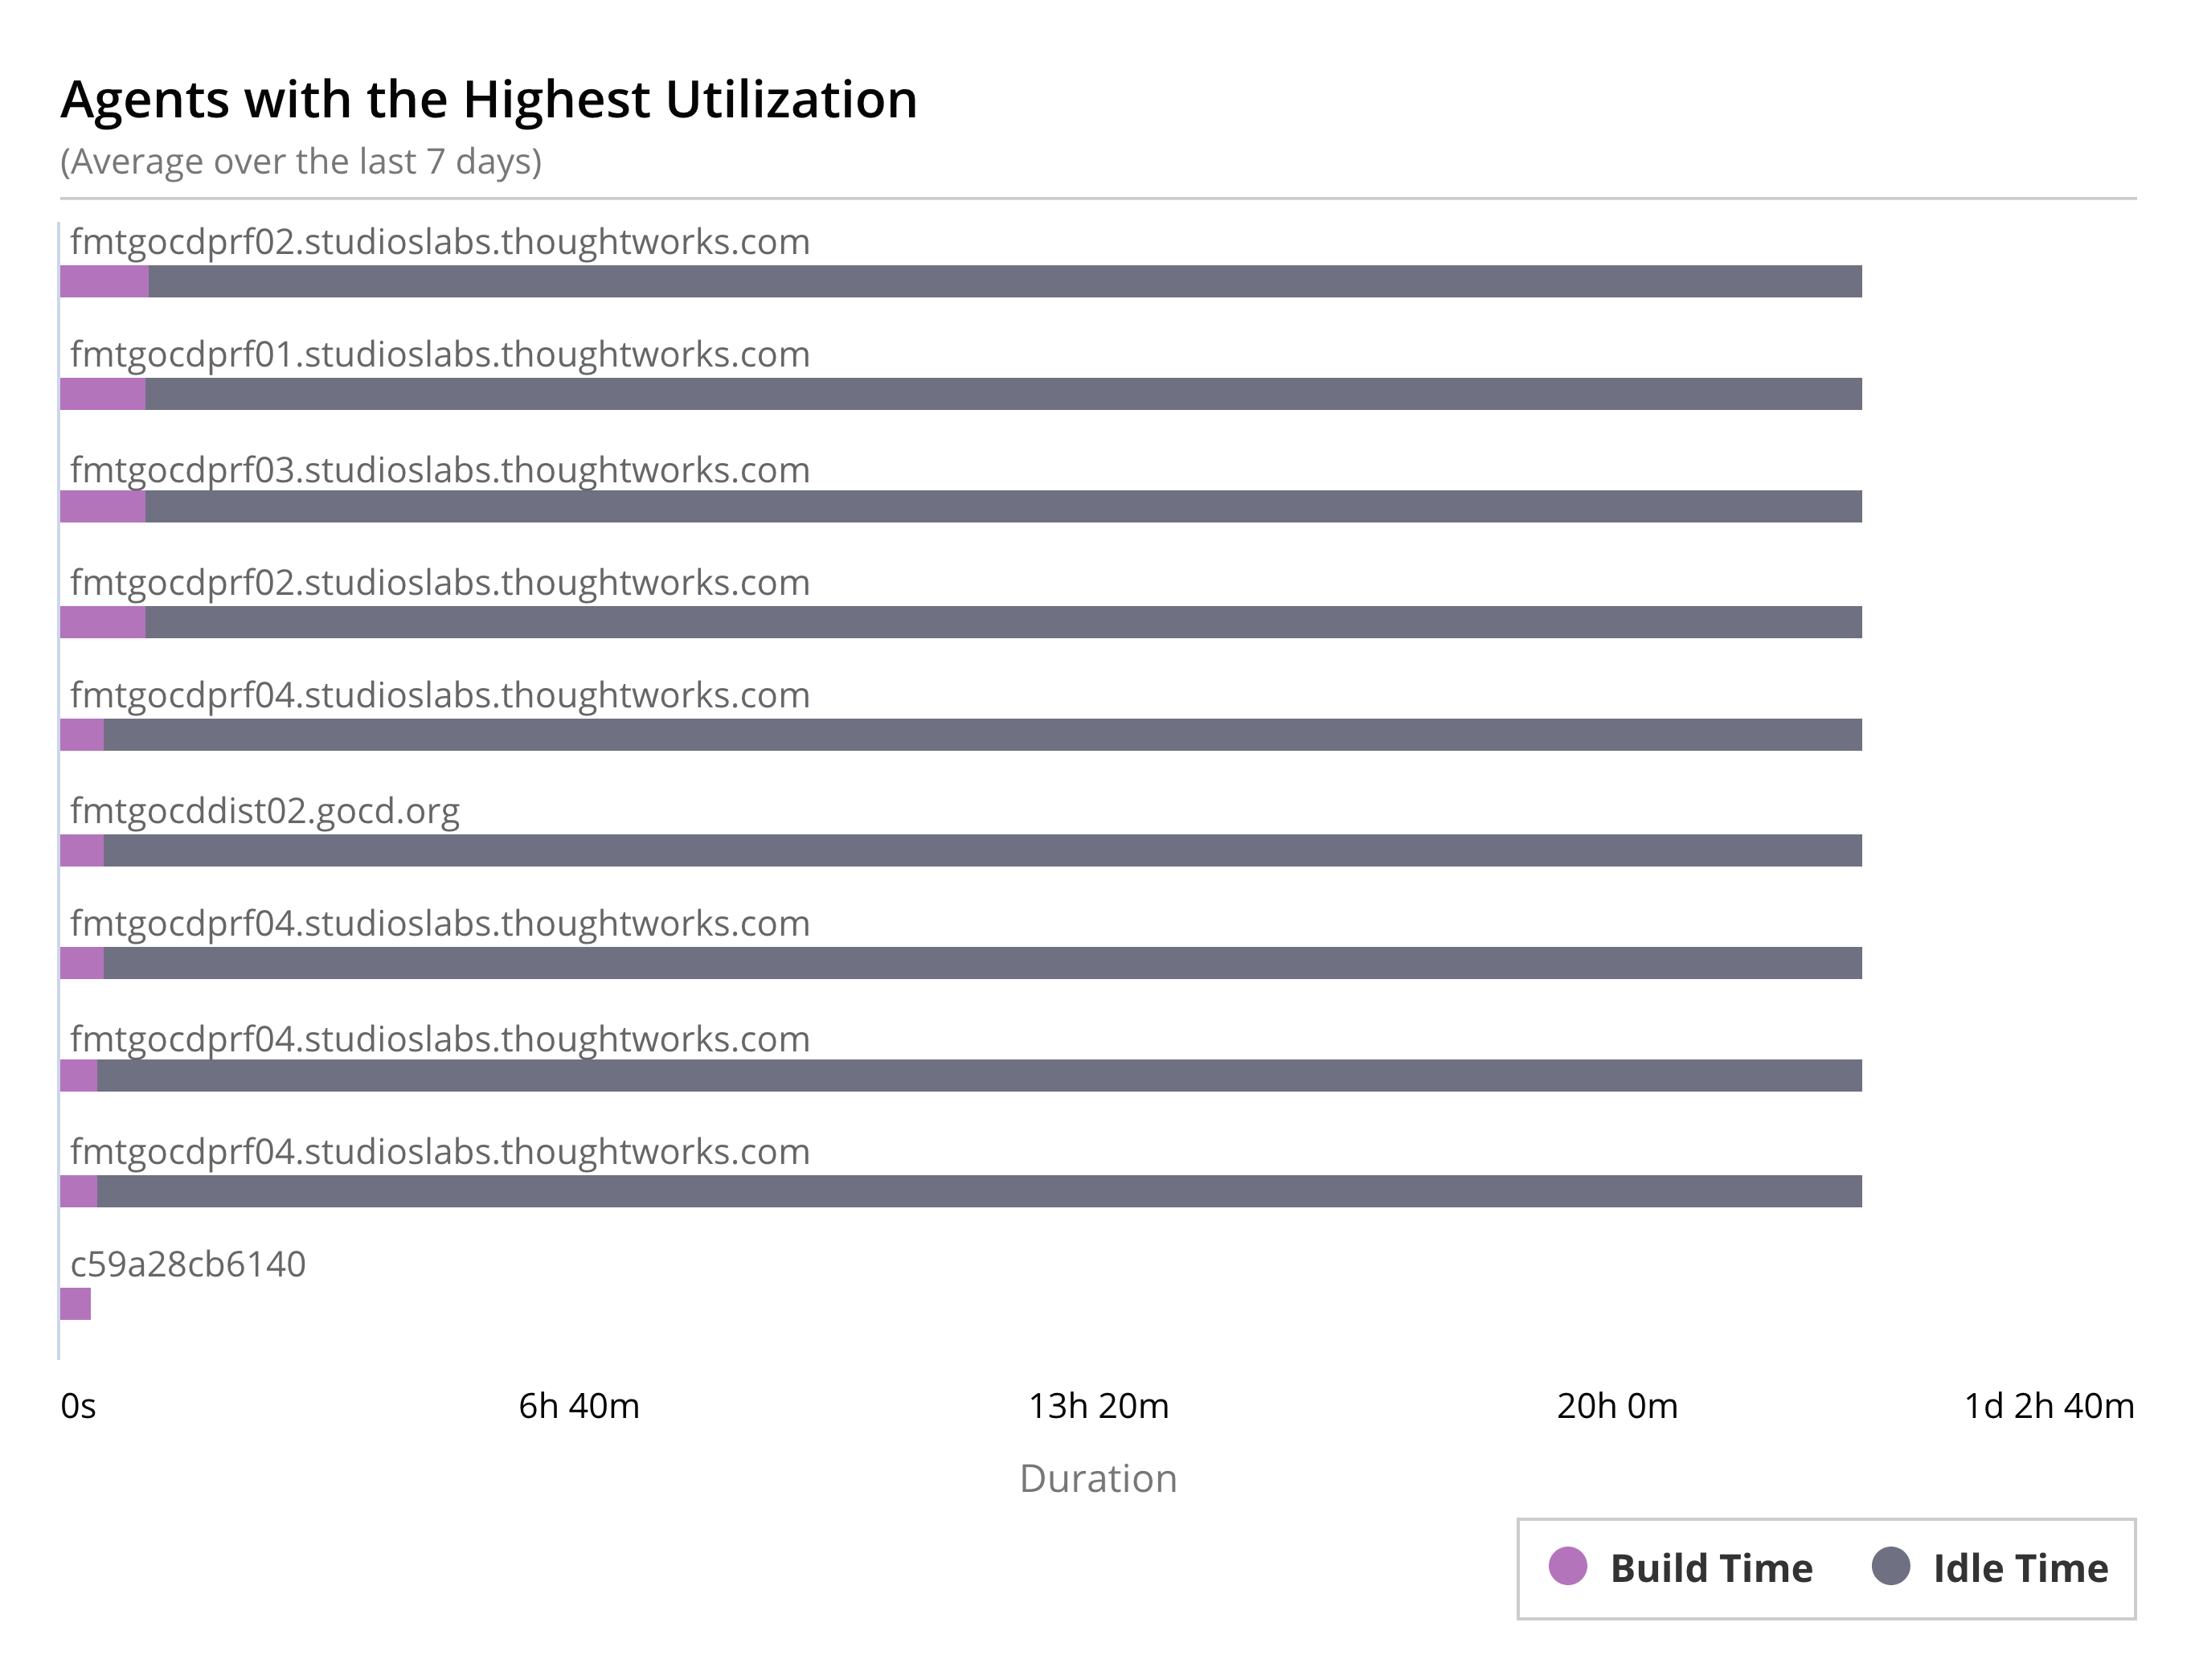 Agents with the Highest Utilization
(Average over the last 7 days)
fmtgocdprf02.studioslabs.thoughtworks.com
fmtgocdprf01.studioslabs.thoughtworks.com
fmtgocdprf03.studioslabs.thoughtworks.com
fmtgocdprf02.studioslabs.thoughtworks.com
fmtgocdprf04.studioslabs.thoughtworks.com
fmtgocddist02.gocd.org
fmtgocdprf04.studioslabs.thoughtworks.com
fmtgocdprf04.studioslabs.thoughtworks.com
fmtgocdprf04.studioslabs.thoughtworks.com
c59a28cb6140
0s 6h 40m 13h 20m 20h 0m 1d 2h 40m
Duration
Build Time Idle Time